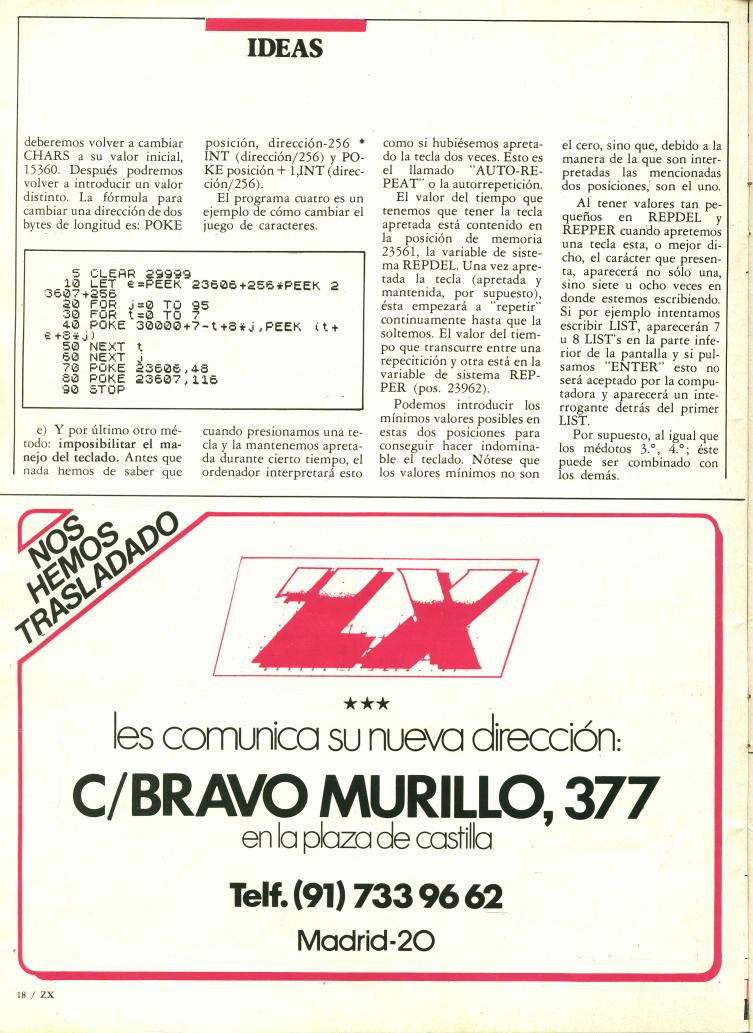 IDEAS
deberemos volver a cambiar
CHARS a su valor inicial,
15360. Después podremos
volver a introducir un valor
distinto. La fórmula para
cambiar una dirección de dos
bytes de longitud es: POKE
posición, dirección-256 *
INT (dirección/256) y PO-
KE posición + 1,INT (direc-
ción/256).
El programa cuatro es un
ejemplo de cómo cambiar el
juego de caracteres.
5 CLEAR 29999
10 LET e=PEEK 23606+256*PEEK 2
3607+256
20 FOR j=0 TO 95
30 FOR t=0 TO 7
40 POKE 30000+7-t+8*j,PEEK (t+
e+8*j)
50 NEXT t
60 NEXT j
70 POKE 23606,48
80 POKE 23607,116
90 STOP
e) Y por último otro mé-
todo: imposibilitar el ma-
nejo del teclado. Antes que
nada hemos de saber que
cuando presionamos una te-
cla y la mantenemos apreta-
da durante cierto tiempo, el
ordenador interpretará esto
como si hubiésemos apreta-
do la tecla dos veces. Esto es
el llamado "AUTO-RE-
PEAT" o la autorrepetición.
El valor del tiempo que
tenemos que tener la tecla
apretada está contenido en
la posición de memoria
23561, la variable de siste-
ma REPDEL. Una vez apre-
tada la tecla (apretada y
mantenida, por supuesto),
ésta empezará a "repetir"
continuamente hasta que la
soltemos. El valor del tiem-
po que transcurre entre una
repecitición y otra está en la
variable de sistema REP-
PER (pos. 23962).
Podemos introducir los
mínimos valores posibles en
estas dos posiciones para
conseguir hacer indomina-
ble el teclado. Nótese que
los valores mínimos no son
el cero, sino que, debido a la
manera de la que son inter-
pretadas las mencionadas
dos posiciones, son el uno.
Al tener valores tan pe-
queños en REPDEL y
REPPER cuando apretemos
una tecla esta, o mejor di-
cho, el carácter que presen-
ta, aparecerá no sólo una,
sino siete u ocho veces en
donde estemos escribiendo.
Si por ejemplo intentamos
escribir LIST, aparecerán 7
u 8 LIST's en la parte infe-
rior de la pantalla y si pul-
samos "ENTER" esto no
será aceptado por la compu-
tadora y aparecerá un inte-
rrogante detrás del primer
LIST.
Por supuesto, al igual que
los médotos 3.°, 4.°; éste
puede ser combinado con
los demás.
NOS
HEMOS
TRASLADADO
ZX
★★★
les comunica su nueva dirección:
C/BRAVO MURILLO, 377
en la plaza de castilla
Telf. (91) 733 96 62
Madrid-20
18 / ZX